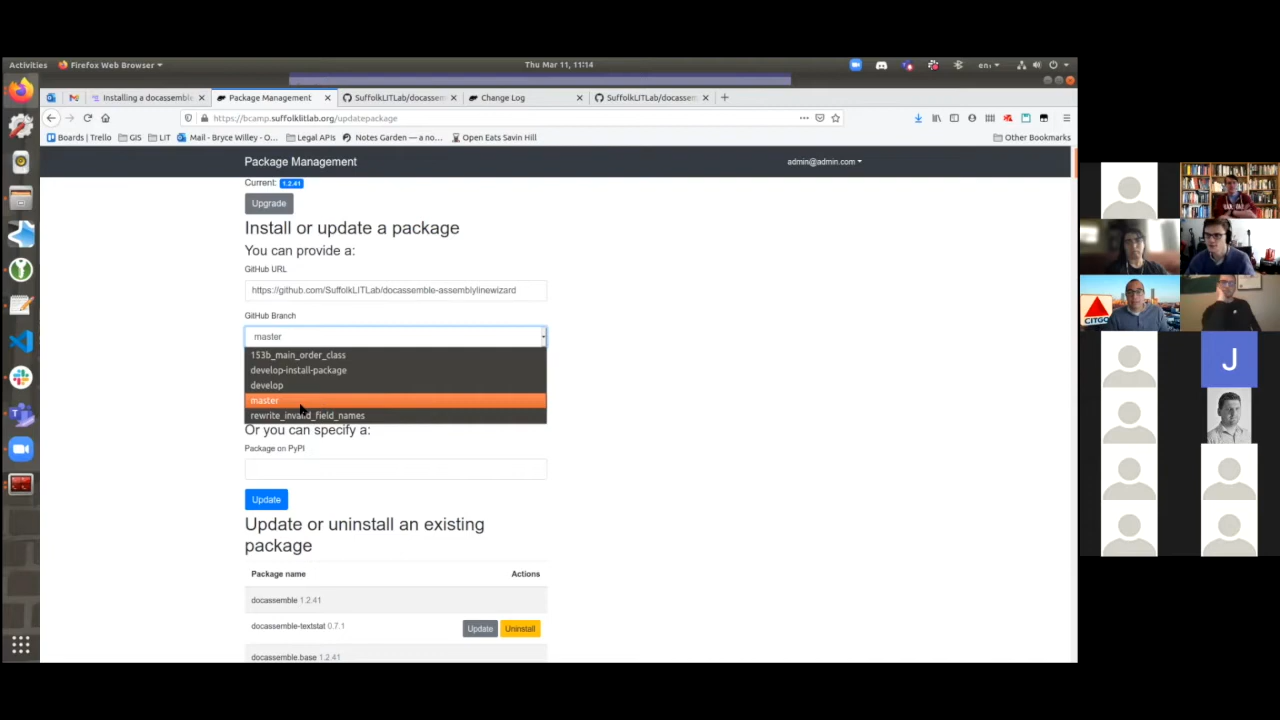 Activities
Firefox Web Browser
Thu Mar 11, 11:14
en
Installing a docassemble
Package Management
SuffolkLITLab/docassem
Change Log
SuffolkLITLab/docassem
https://bcamp.suffolklitlab.org/updatepackage
Boards | Trello
GIS
LIT
Mail - Bryce Willey - O...
Legal APIs
Notes Garden — a no...
Open Eats Savin Hill
Other Bookmarks
Package Management
admin@admin.com
Current: 1.2.41
Upgrade
Install or update a package
You can provide a:
GitHub URL
https://github.com/SuffolkLITLab/docassemble-assemblylinewizard
GitHub Branch
master
153b_main_order_class
develop-install-package
develop
master
rewrite_invalid_field_names
Or you can specify a:
Package on PyPI
Update
Update or uninstall an existing
package
Package name
Actions
docassemble 1.2.41
docassemble-textstat 0.7.1
Update
Uninstall
docassemble.base 1.2.41
CITGO
J